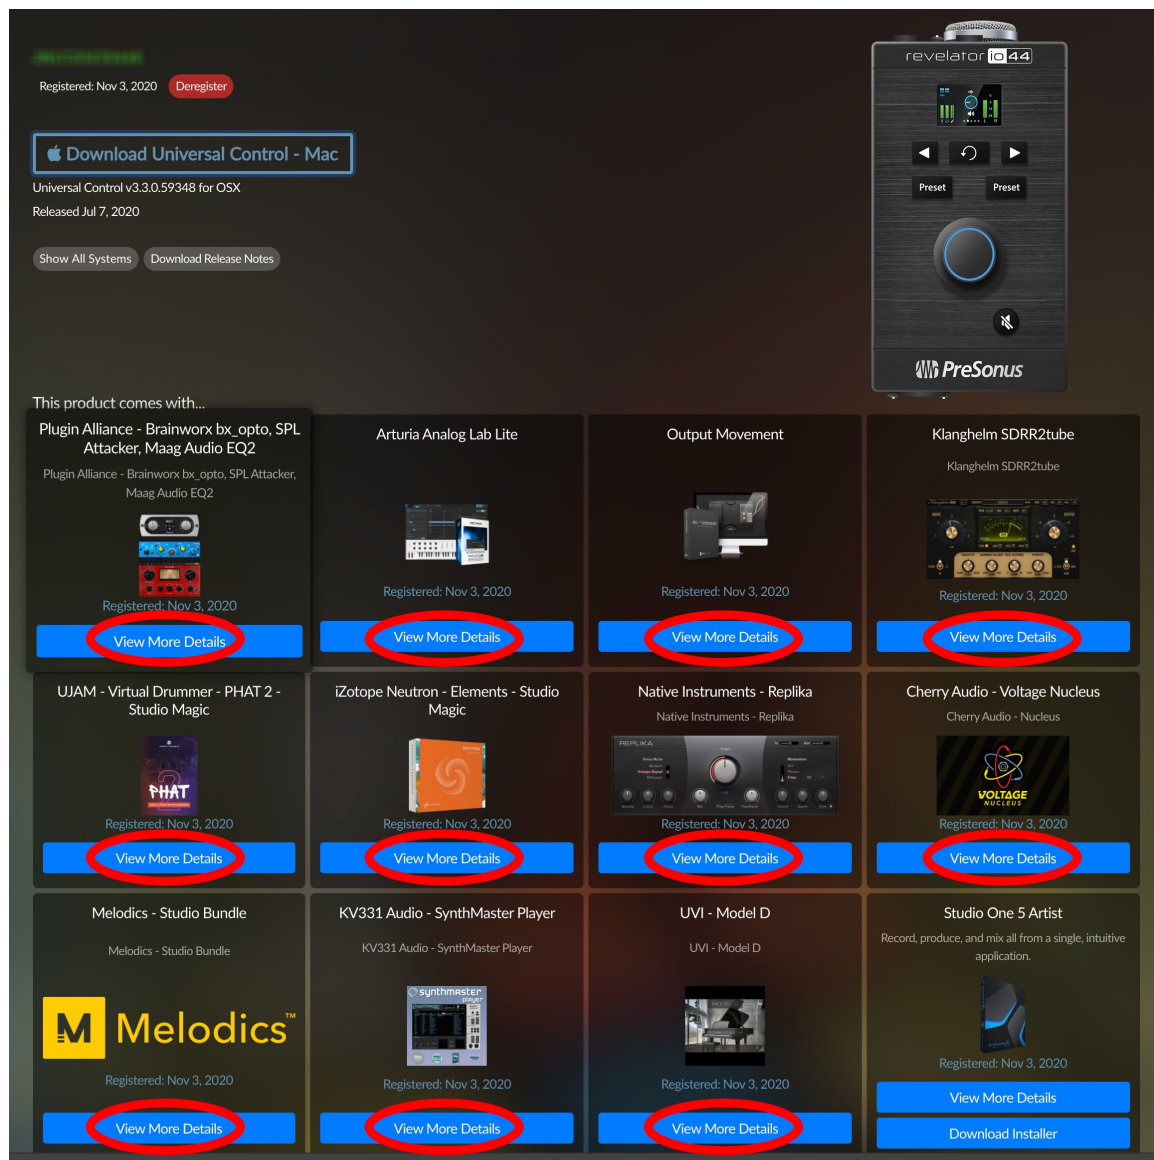 revelator io 44
Registered: Nov 3, 2020
Deregister
Download Universal Control - Mac
Universal Control v3.3.0.59348 for OSX
Released Jul 7, 2020
Preset
Preset
Show All Systems
Download Release Notes
PreSonus
This product comes with...
Plugin Alliance - Brainworx bx_opto, SPL
Attacker, Maag Audio EQ2
Plugin Alliance - Brainworx bx_opto, SPL Attacker,
Maag Audio EQ2
Registered: Nov 3, 2020
View More Details
Arturia Analog Lab Lite
Registered: Nov 3, 2020
View More Details
Output Movement
Registered: Nov 3, 2020
View More Details
Klanghelm SDRR2tube
Klanghelm SDRR2tube
Registered: Nov 3, 2020
View More Details
UJAM - Virtual Drummer - PHAT 2 -
Studio Magic
PHAT
Registered: Nov 3, 2020
View More Details
iZotope Neutron - Elements - Studio
Magic
Registered: Nov 3, 2020
View More Details
Native Instruments - Replika
Native Instruments - Replika
REPLIKA
Registered: Nov 3, 2020
View More Details
Cherry Audio - Voltage Nucleus
Cherry Audio - Nucleus
VOLTAGE
NUCLEUS
Registered: Nov 3, 2020
View More Details
Melodics - Studio Bundle
Melodics - Studio Bundle
M Melodics™
Registered: Nov 3, 2020
View More Details
KV331 Audio - SynthMaster Player
KV331 Audio - SynthMaster Player
synthmaster
player
Registered: Nov 3, 2020
View More Details
UVI - Model D
UVI - Model D
MODEL D
Registered: Nov 3, 2020
View More Details
Studio One 5 Artist
Record, produce, and mix all from a single, intuitive
application.
Registered: Nov 3, 2020
View More Details
Download Installer